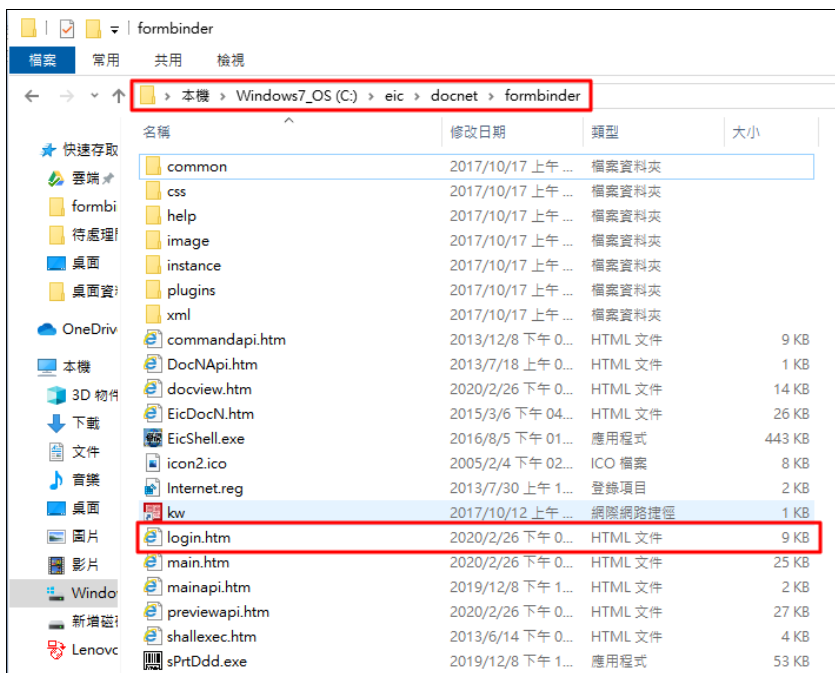 formbinder
檔案 常用 共用 檢視
本機 > Windows7_OS (C:) > eic > docnet > formbinder
名稱 修改日期 類型 大小
快速存取
雲端
formbi
待處理
桌面
桌面資
OneDriv
本機
3D 物件
下載
文件
音樂
桌面
圖片
影片
Windo
新增磁
Lenovo
common 2017/10/17 上午 ... 檔案資料夾
css 2017/10/17 上午 ... 檔案資料夾
help 2017/10/17 上午 ... 檔案資料夾
image 2017/10/17 上午 ... 檔案資料夾
instance 2017/10/17 上午 ... 檔案資料夾
plugins 2017/10/17 上午 ... 檔案資料夾
xml 2017/10/17 上午 ... 檔案資料夾
commandapi.htm 2013/12/8 下午 0... HTML 文件 9 KB
DocNApi.htm 2013/7/18 上午 0... HTML 文件 1 KB
docview.htm 2020/2/26 下午 0... HTML 文件 14 KB
EicDocN.htm 2015/3/6 下午 04... HTML 文件 26 KB
EicShell.exe 2016/8/5 下午 01... 應用程式 443 KB
icon2.ico 2005/2/4 下午 02... ICO 檔案 8 KB
Internet.reg 2013/7/30 上午 1... 登錄項目 2 KB
kw 2017/10/12 上午 ... 網際網路捷徑 1 KB
login.htm 2020/2/26 下午 0... HTML 文件 9 KB
main.htm 2020/2/26 下午 0... HTML 文件 25 KB
mainapi.htm 2019/12/8 下午 1... HTML 文件 2 KB
previewapi.htm 2020/2/26 下午 0... HTML 文件 27 KB
shallexec.htm 2013/6/14 下午 0... HTML 文件 4 KB
sPrtDdd.exe 2019/12/8 下午 1... 應用程式 53 KB